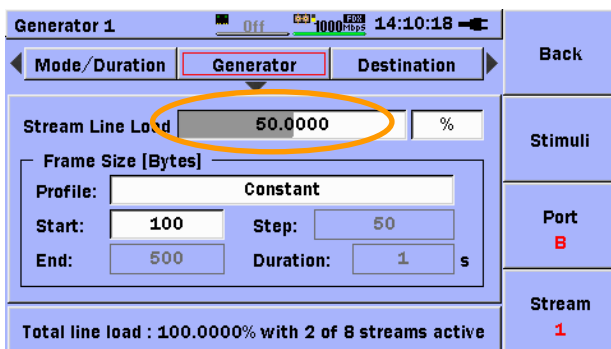 Generator 1 Off 1000 FDX Mbps 14:10:18
Mode/Duration Generator Destination
Back
Stream Line Load 50.0000 %
Stimuli
Frame Size [Bytes]
Profile: Constant
Start: 100 Step: 50
End: 500 Duration: 1 s
Port
B
Stream
1
Total line load : 100.0000% with 2 of 8 streams active